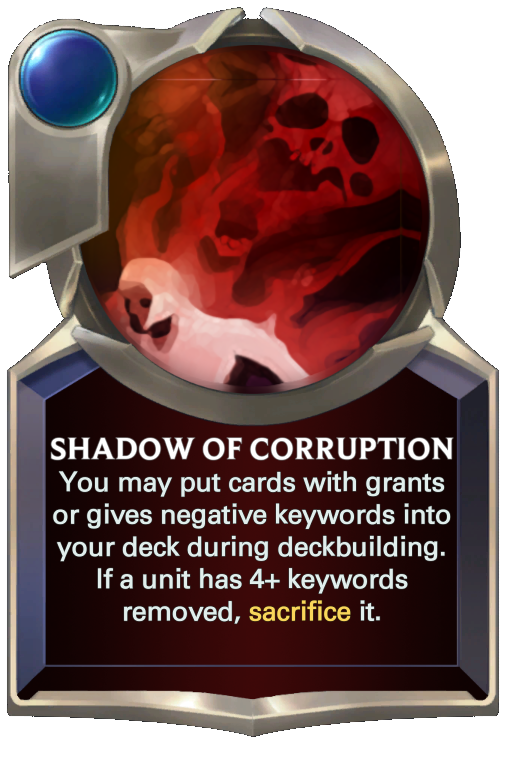 SHADOW OF CORRUPTION
You may put cards with grants
or gives negative keywords into
your deck during deckbuilding.
If a unit has 4+ keywords
removed, sacrifice it.